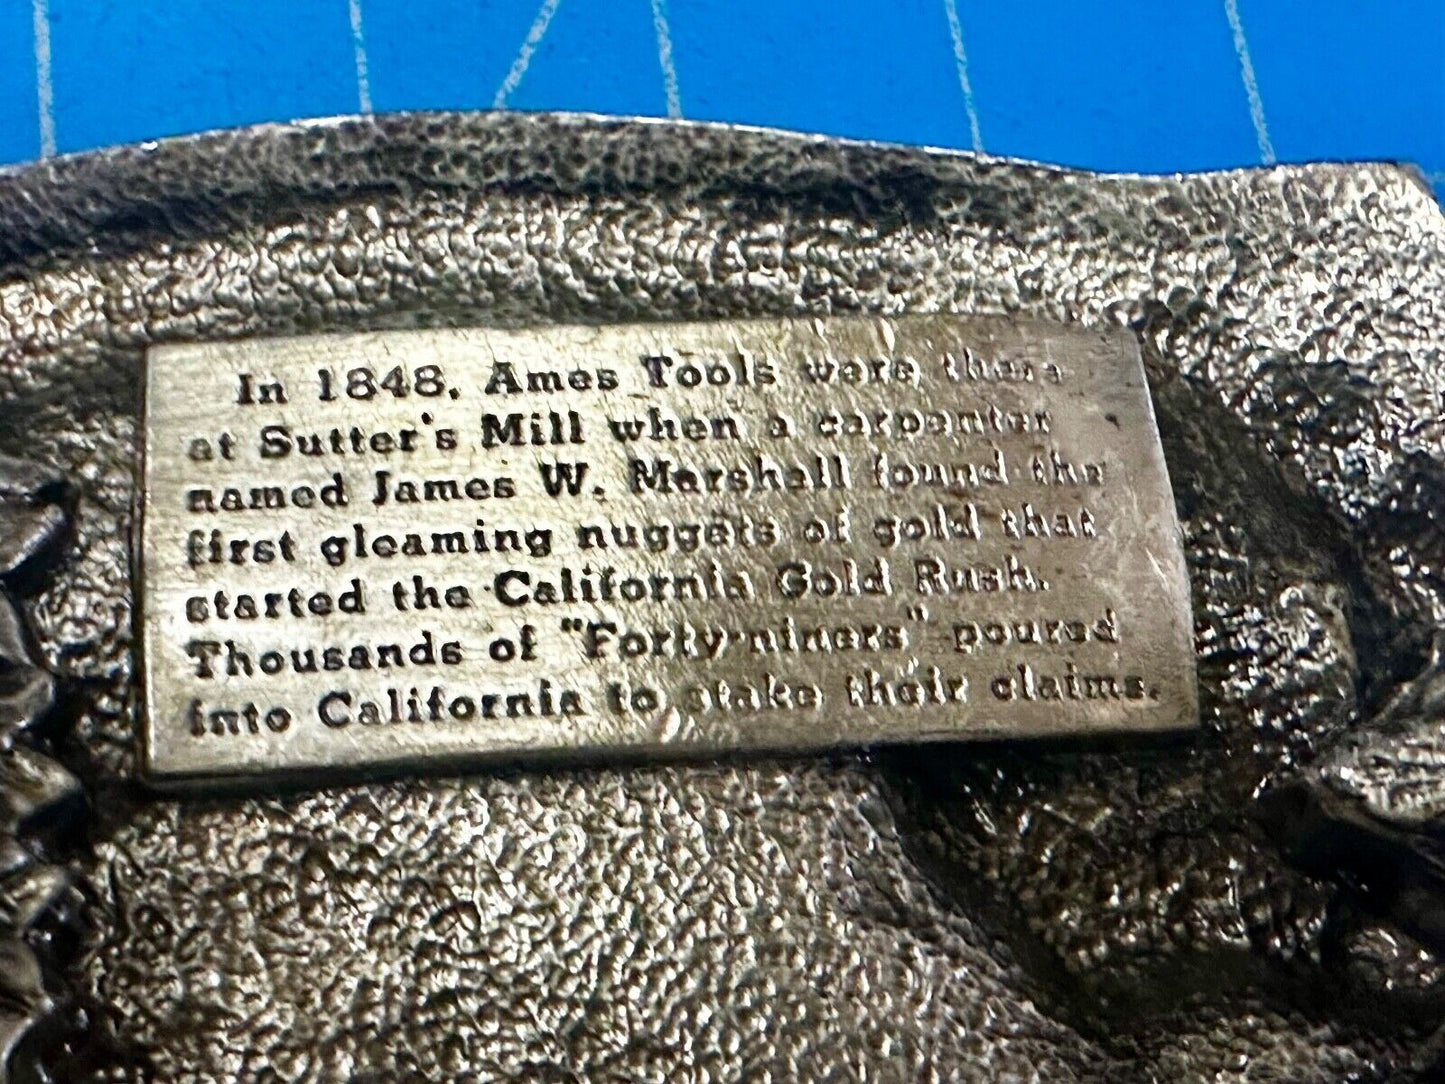 In 1848, Ames Tools were there
at Sutter's Mill when a carpenter
named James W. Marshall found the
first gleaming nuggets of gold that
started the California Gold Rush.
Thousands of "Forty-niners" poured
into California to stake their claims.